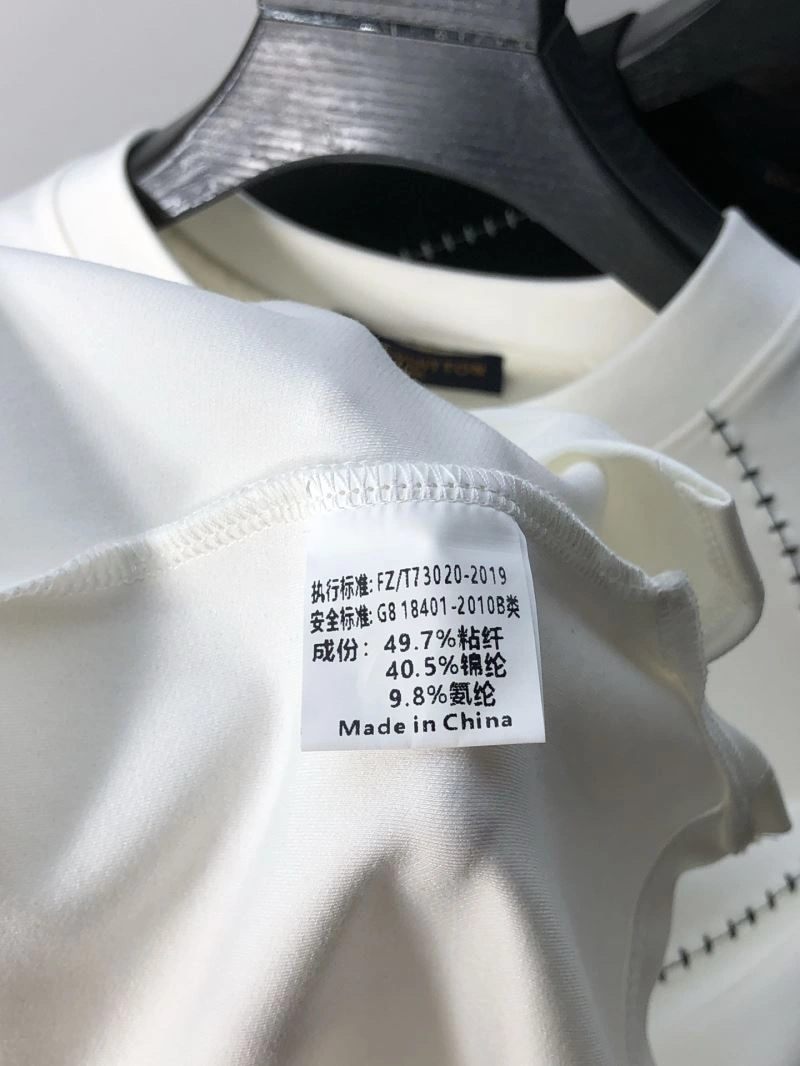 执行标准: FZ/T73020-2019
安全标准: G8 18401-2010B类
成份: 49.7%粘纤
40.5%锦纶
9.8%氨纶
Made in China